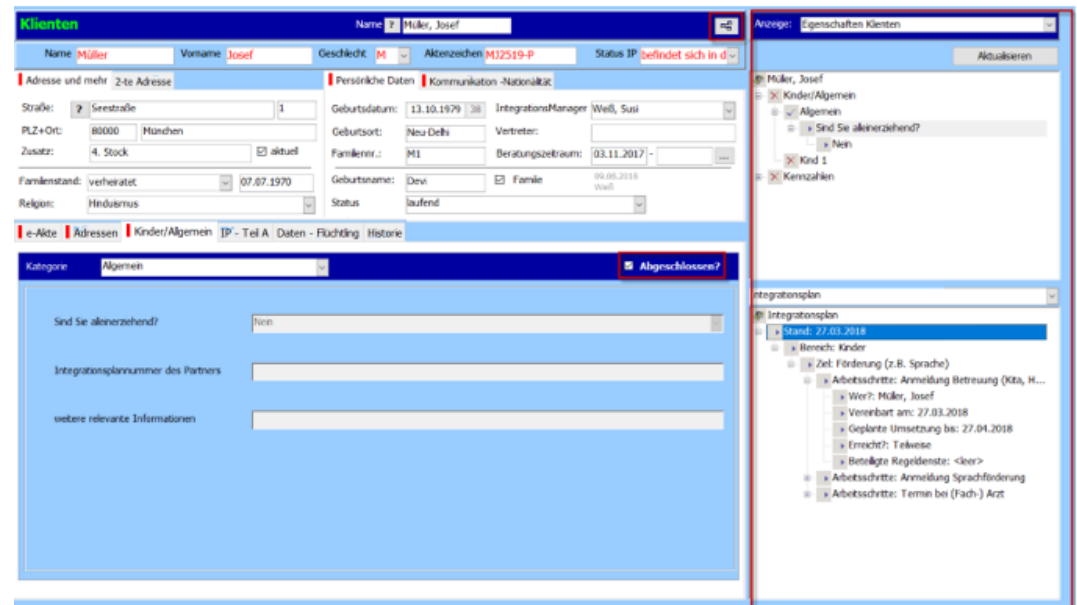 Klienten Name ? Müller, Josef
Name Müller Vorname Josef Geschlecht M Aktenzeichen MJ2519-P Status IP befindet sich in d
Adresse und mehr 2-te Adresse
Straße: ? Seestraße 1
PLZ+Ort: 80000 München
Zusatz: 4. Stock aktuell
Familienstand: verheiratet 07.07.1970
Religion: Hinduismus
Persönliche Daten Kommunikation -Nationalität
Geburtsdatum: 13.10.1979 38 IntegrationsManager Weiß, Susi
Geburtsort: Neu-Delhi Vertreter:
Familiennr.: M1 Beratungszeitraum: 03.11.2017 - ...
Geburtsname: Devi Familie 09.08.2018
Weiß
Status laufend
e-Akte Adressen Kinder/Allgemein IP - Teil A Daten - Flüchtling Historie
Kategorie Allgemein Abgeschlossen?
Sind Sie alleinerziehend? Nein
Integrationsplannummer des Partners
weitere relevante Informationen
Anzeige: Eigenschaften Klienten
Aktualisieren
Müller, Josef
Kinder/Allgemein
Allgemein
Sind Sie alleinerziehend?
Nein
Kind 1
Kennzahlen
Integrationsplan
Integrationsplan
Stand: 27.03.2018
Bereich: Kinder
Ziel: Förderung (z.B. Sprache)
Arbeitsschritte: Anmeldung Betreuung (Kita, H...
Wer?: Müller, Josef
Vereinbart am: 27.03.2018
Geplante Umsetzung bis: 27.04.2018
Erreicht?: Teilweise
Beteiligte Regeldienste: <leer>
Arbeitsschritte: Anmeldung Sprachförderung
Arbeitsschritte: Termin bei (Fach-) Arzt